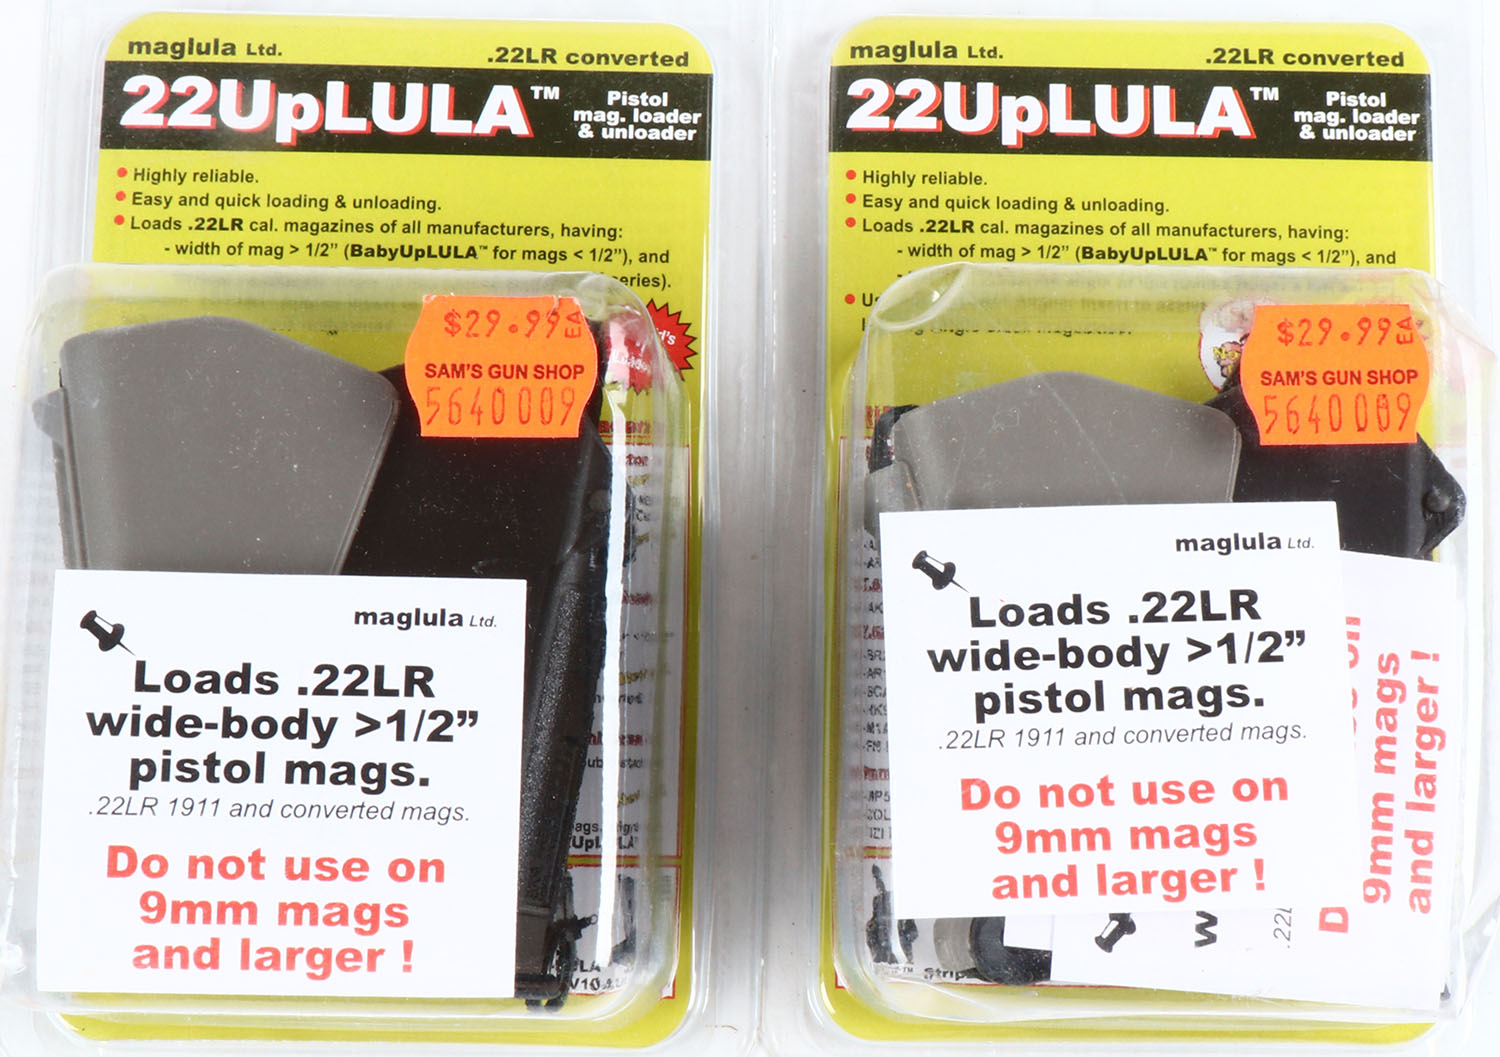 maglula Ltd.
.22LR converted
22UpLULA™
Pistol
mag. loader
& unloader
Highly reliable.
Easy and quick loading & unloading.
Loads .22LR cal. magazines of all manufacturers, having:
- width of mag > 1/2” (BabyUpLULA™ for mags < 1/2”), and
$29.99 EA
SAM'S GUN SHOP
5640009
maglula Ltd.
Loads .22LR
wide-body >1/2”
pistol mags.
.22LR 1911 and converted mags.
Do not use on
9mm mags
and larger !
maglula Ltd.
.22LR converted
22UpLULA™
Pistol
mag. loader
& unloader
Highly reliable.
Easy and quick loading & unloading.
Loads .22LR cal. magazines of all manufacturers, having:
- width of mag > 1/2” (BabyUpLULA™ for mags < 1/2”), and
$29.99 EA
SAM'S GUN SHOP
5640009
maglula Ltd.
Loads .22LR
wide-body >1/2”
pistol mags.
.22LR 1911 and converted mags.
Do not use on
9mm mags
and larger !
9mm mags
and larger !